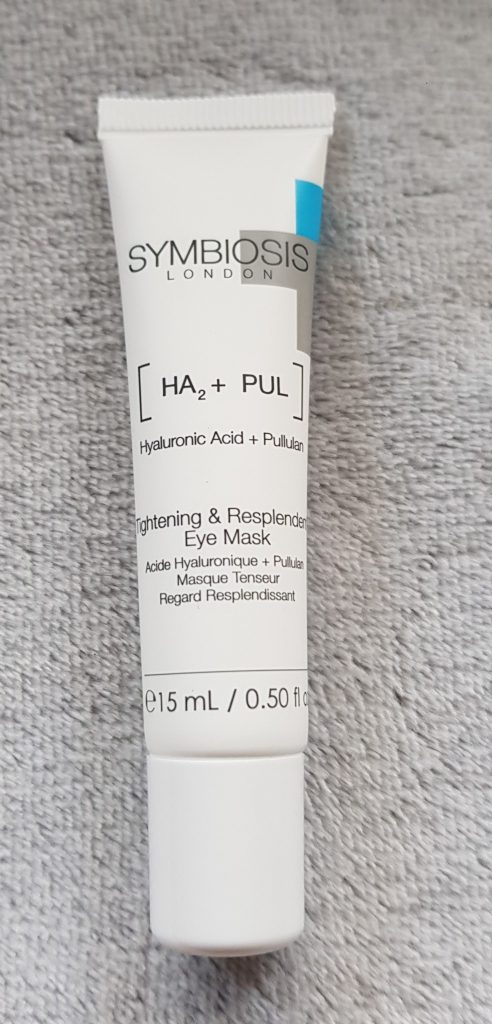 SYMBIOSIS
LONDON
[ HA₂ + PUL ]
Hyaluronic Acid + Pullulan
Tightening & Resplendent
Eye Mask
Acide Hyaluronique + Pullulan
Masque Tenseur
Regard Resplendissant
℮15 mL / 0.50 fl o